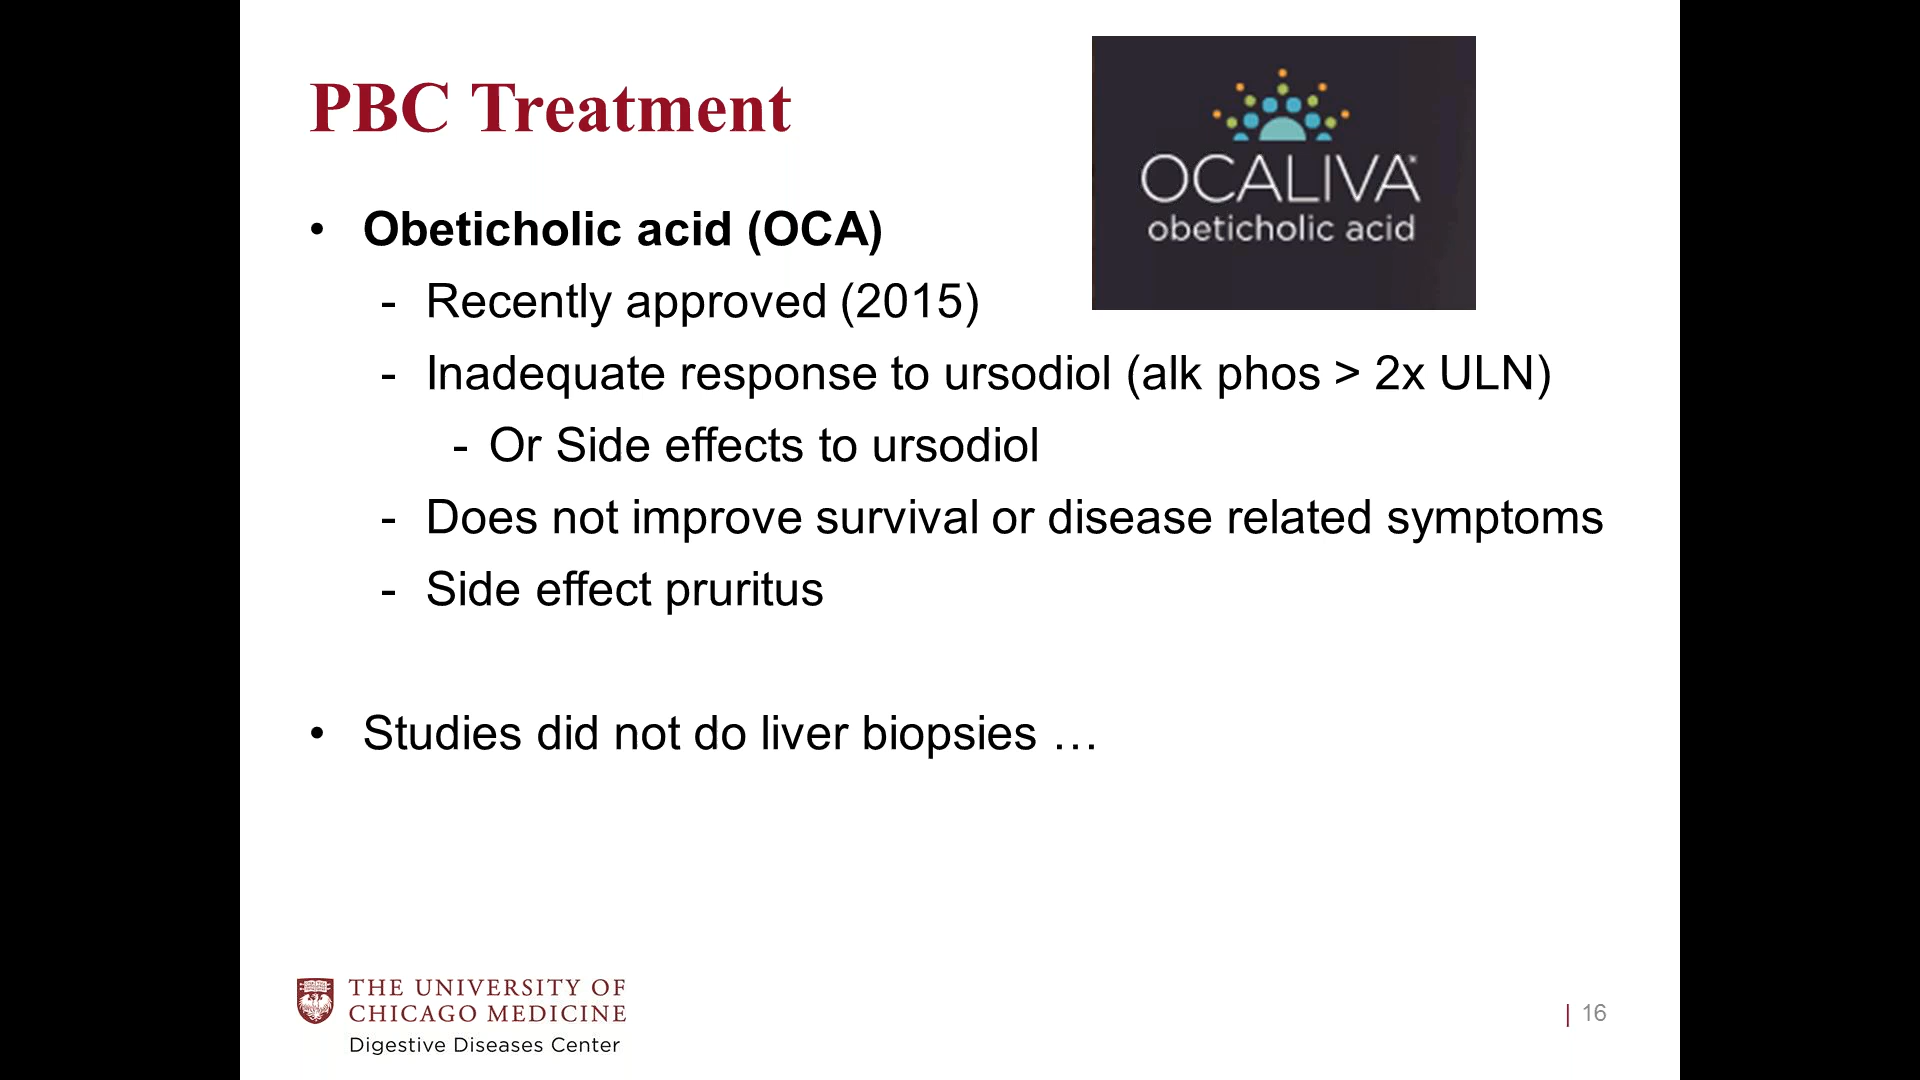 PBC Treatment
OCALIVA
obeticholic acid
• Obeticholic acid (OCA)
- Recently approved (2015)
- Inadequate response to ursodiol (alk phos > 2x ULN)
- Or Side effects to ursodiol
- Does not improve survival or disease related symptoms
- Side effect pruritus
• Studies did not do liver biopsies …
THE UNIVERSITY OF
CHICAGO MEDICINE
Digestive Diseases Center
| 16